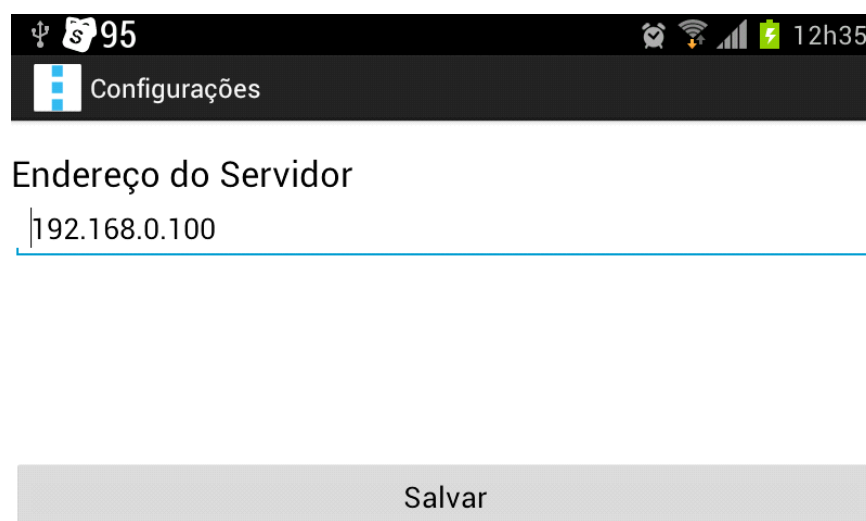 95 12h35
Configurações
Endereço do Servidor
192.168.0.100
Salvar